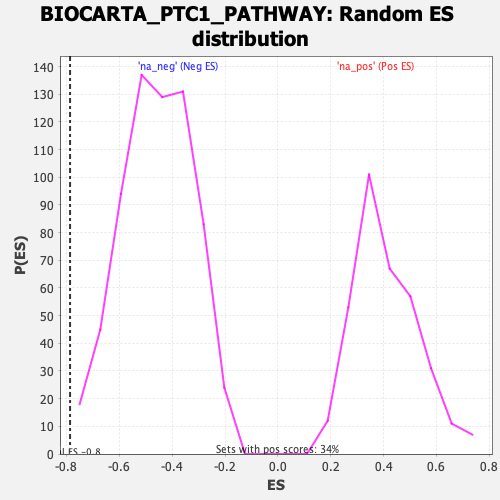 BIOCARTA_PTC1_PATHWAY: Random ES
distribution
'na_neg' (Neg ES)
'na_pos' (Pos ES)
140
130
120
110
100
90
80
70
60
50
40
30
20
10
0
P(ES)
ES -0.8
Sets with pos scores: 34%
-0.8 -0.6 -0.4 -0.2 0.0 0.2 0.4 0.6 0.8
ES